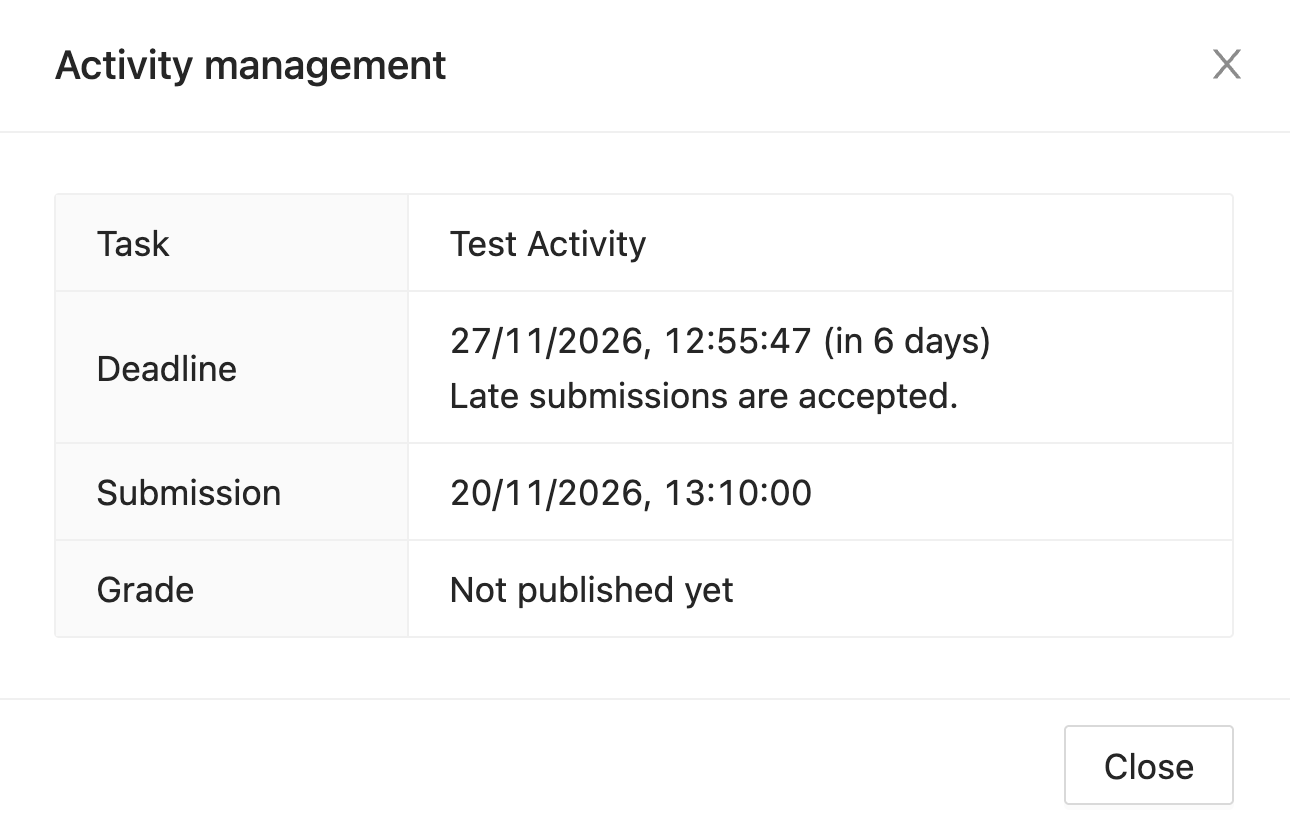 Activity management
Task
Test Activity
Deadline
27/11/2026, 12:55:47 (in 6 days)
Late submissions are accepted.
Submission
20/11/2026, 13:10:00
Grade
Not published yet
Close